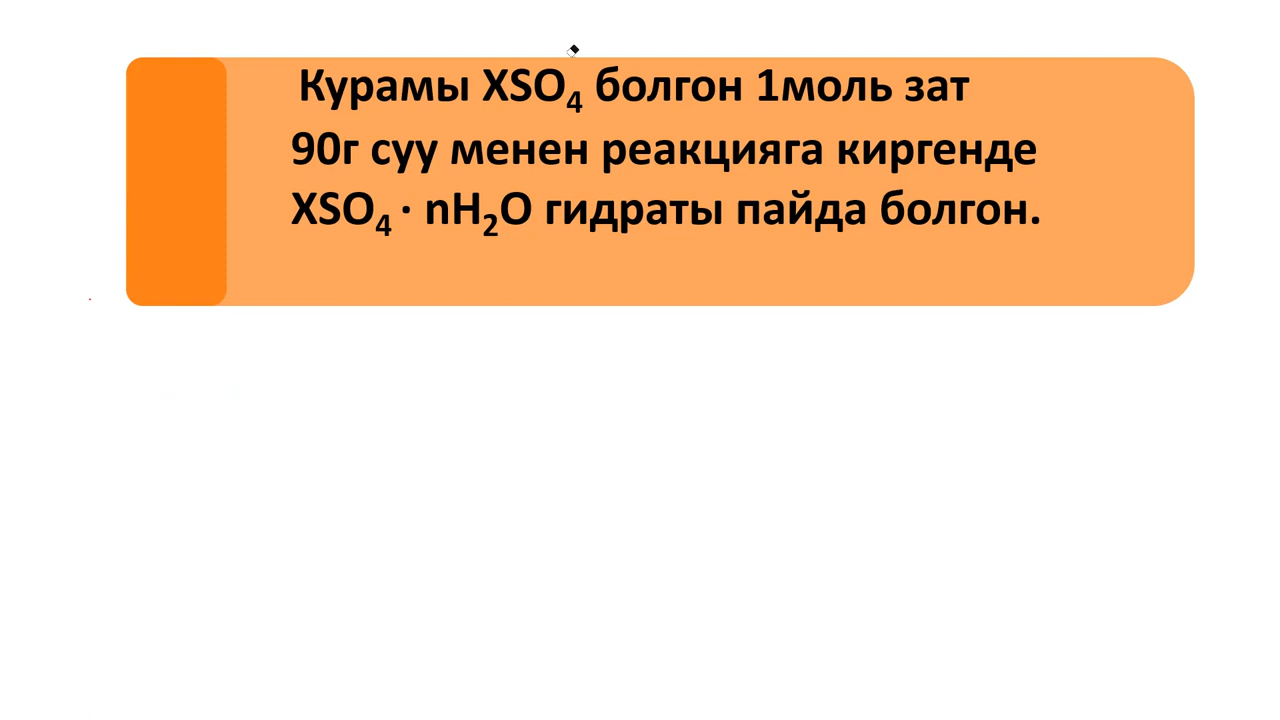 Курамы XSO₄ болгон 1моль зат
90г суу менен реакцияга киргенде
XSO₄ · nH₂O гидраты пайда болгон.